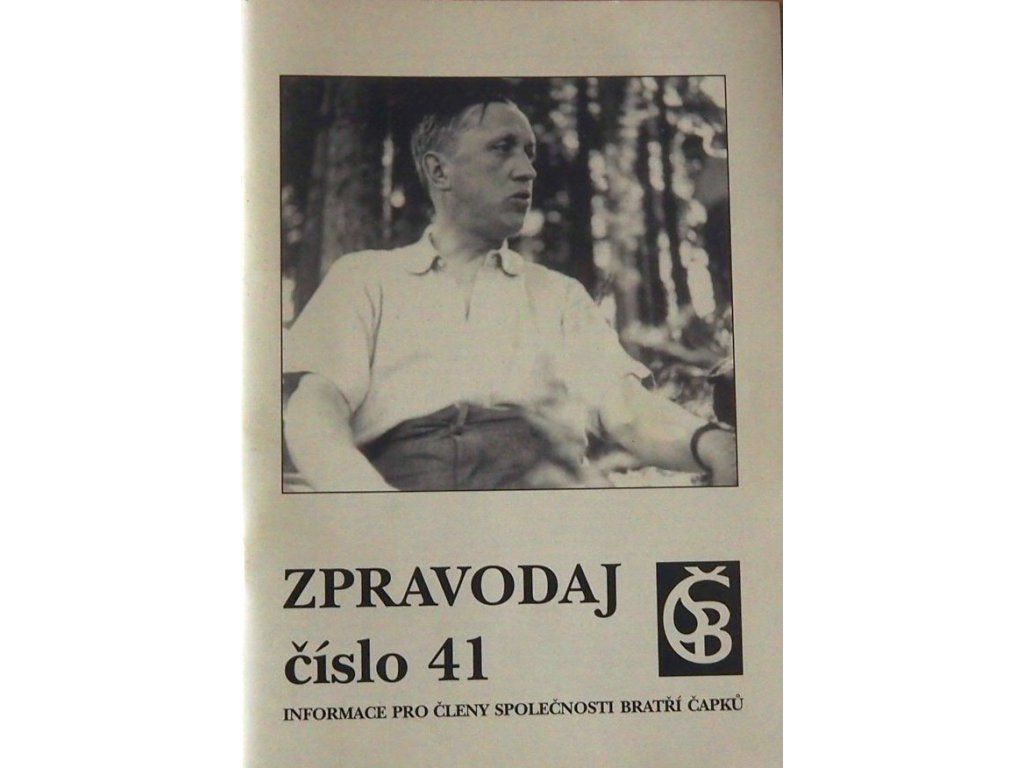 ZPRAVODAJ
číslo 41
INFORMACE PRO ČLENY SPOLEČNOSTI BRATŘÍ ČAPKŮ